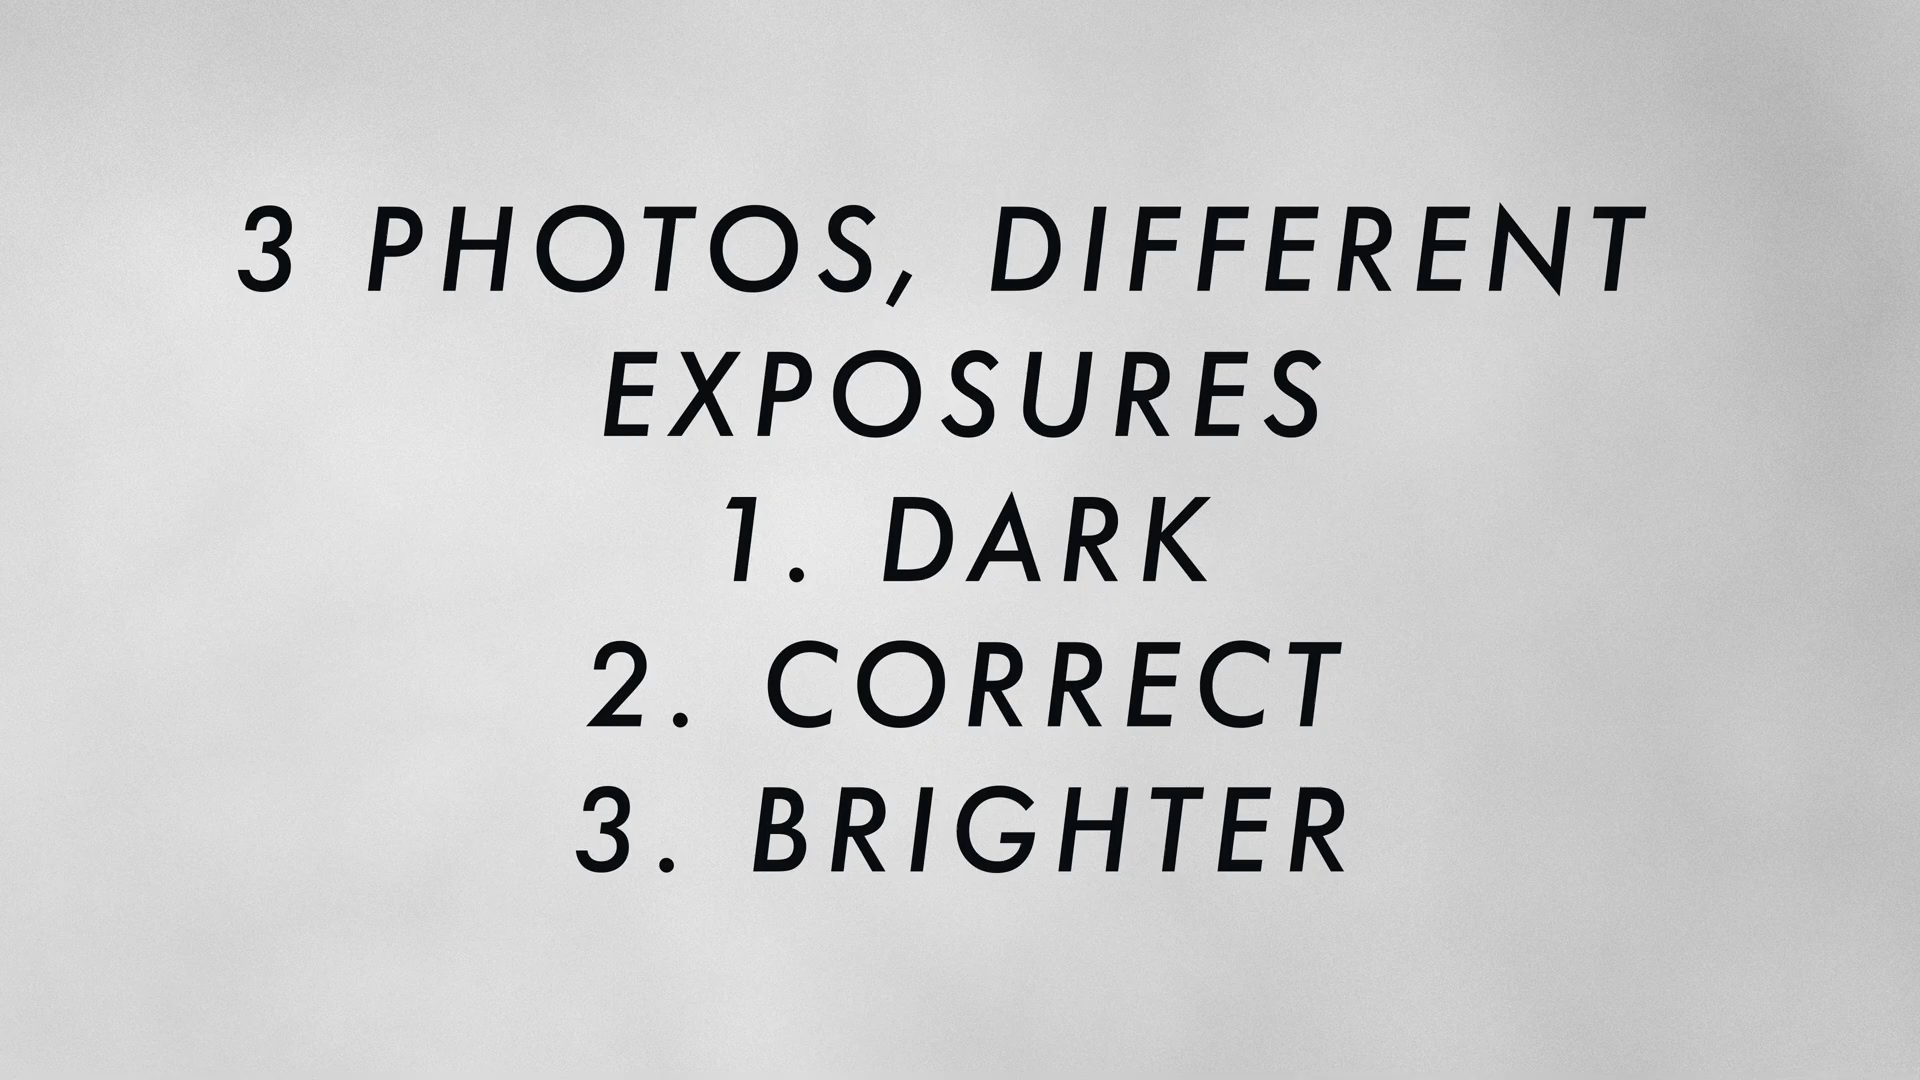 3 PHOTOS, DIFFERENT
EXPOSURES
1. DARK
2. CORRECT
3. BRIGHTER